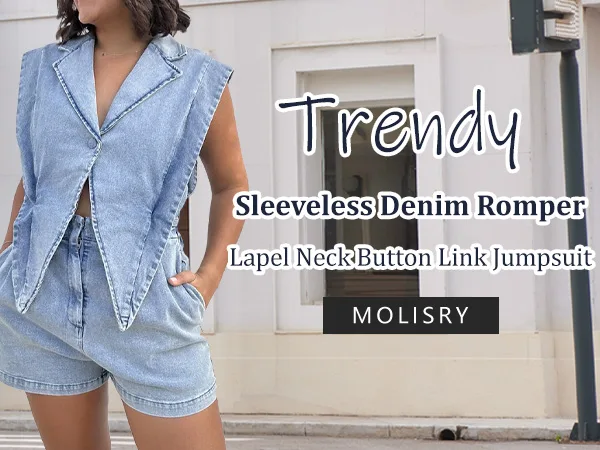 Trendy
Sleeveless Denim Romper
Lapel Neck Button Link Jumpsuit
MOLISRY